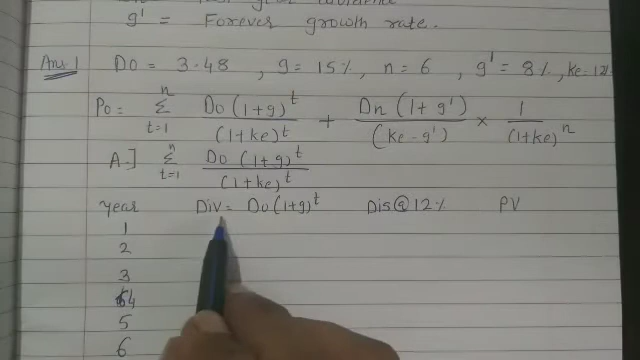 g' = Forever growth rate.
Ans 1 D0 = 3.48 , g = 15% , n = 6 , g' = 8% , ke = 12%
P0 = n Σ t=1 D0 (1+g)^t / (1+ke)^t + Dn (1+g') / (ke - g') × 1 / (1+ke)^n
A.] n Σ t=1 D0 (1+g)^t / (1+ke)^t
year Div = D0 (1+g)^t Dis@12% PV
1
2
3
4
5
6